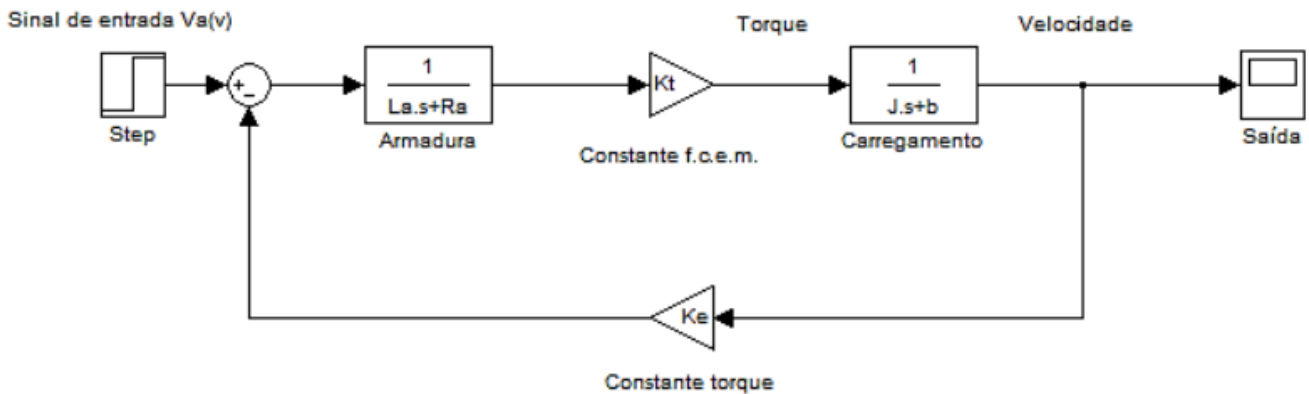 Sinal de entrada Va(v)
Torque
Velocidade
+
-
1
La.s+Ra
Kt
1
J.s+b
Step
Armadura
Constante f.c.e.m.
Carregamento
Saída
Ke
Constante torque